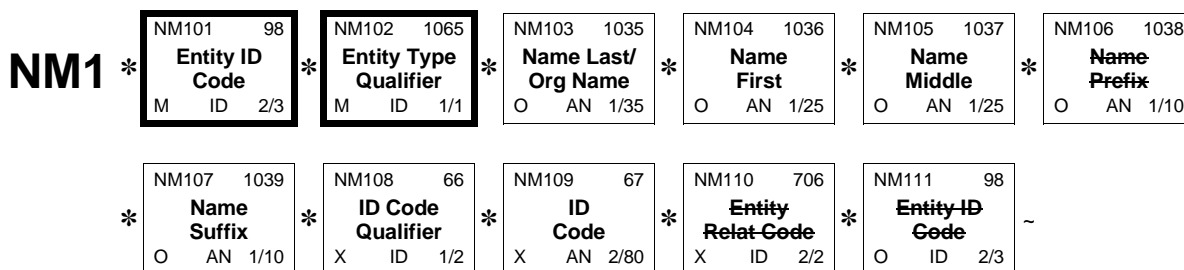 NM101 98 NM102 1065 NM103 1035 NM104 1036 NM105 1037 NM106 1038
NM1 * Entity ID Code * Entity Type Qualifier * Name Last/ Org Name * Name First * Name Middle * Name Prefix
M ID 2/3 M ID 1/1 O AN 1/35 O AN 1/25 O AN 1/25 O AN 1/10
NM107 1039 NM108 66 NM109 67 NM110 706 NM111 98
* Name Suffix * ID Code Qualifier * ID Code * Entity Relat Code * Entity ID Code ~
O AN 1/10 X ID 1/2 X AN 2/80 X ID 2/2 O ID 2/3